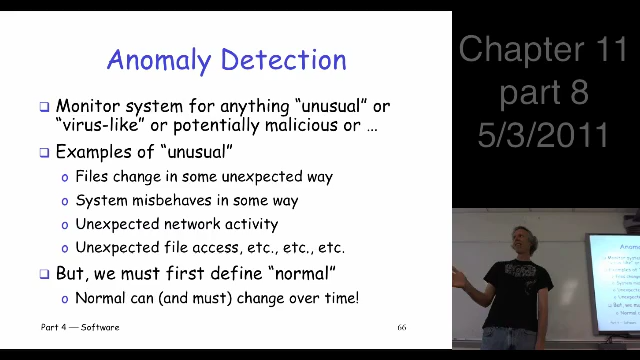 Anomaly Detection
Monitor system for anything “unusual” or
“virus-like” or potentially malicious or …
Examples of “unusual”
Files change in some unexpected way
System misbehaves in some way
Unexpected network activity
Unexpected file access, etc., etc., etc.
But, we must first define “normal”
Normal can (and must) change over time!
Part 4 — Software
66
Chapter 11
part 8
5/3/2011
Anoma
Monitor syste